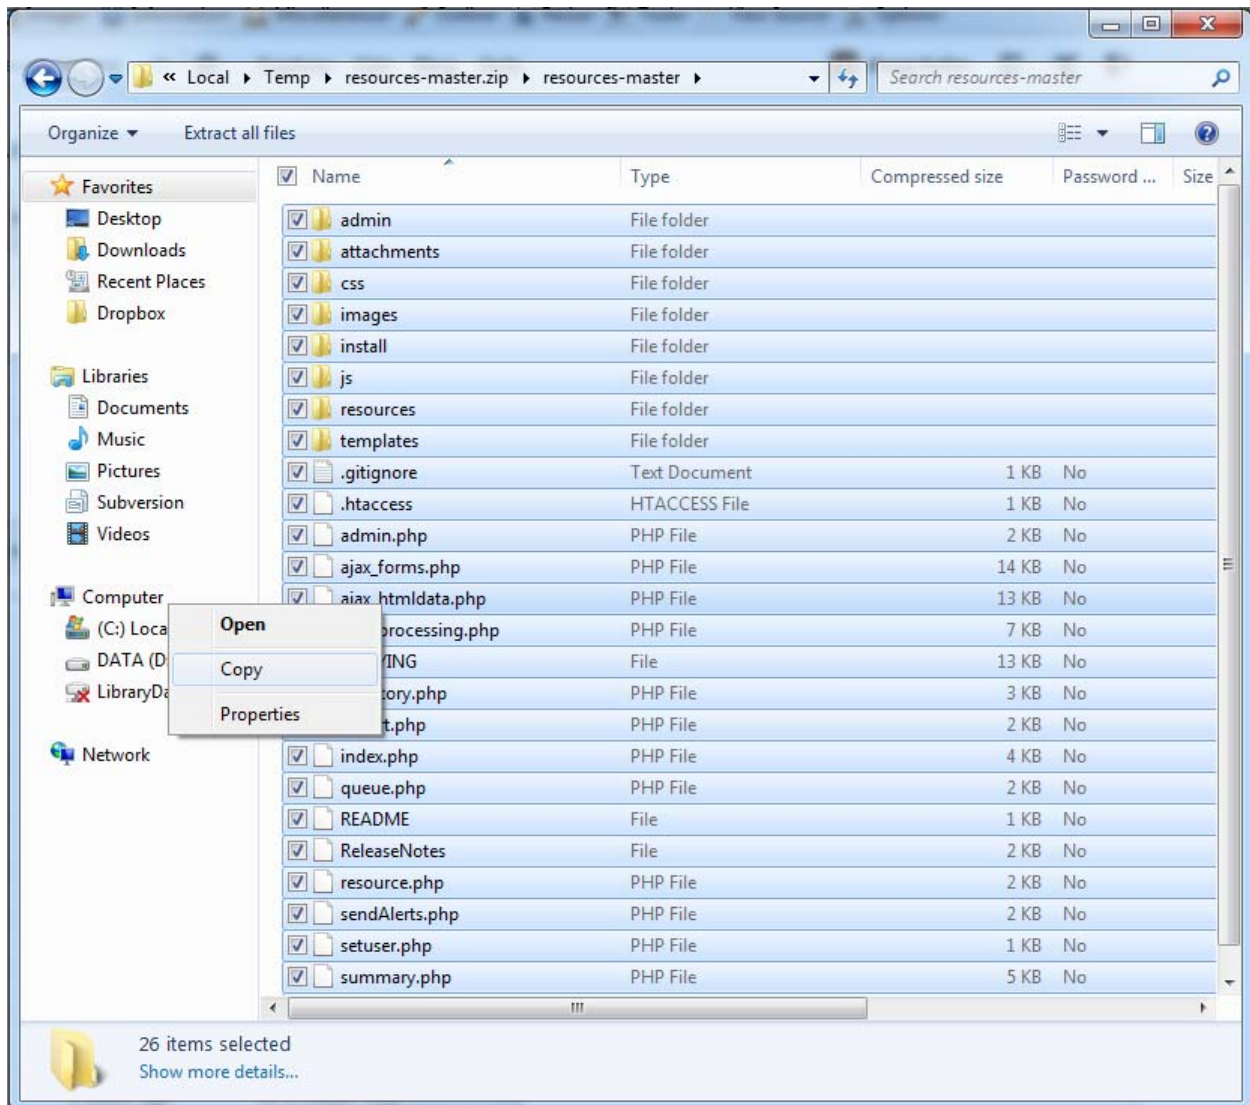 « Local ▸ Temp ▸ resources-master.zip ▸ resources-master ▸ Search resources-master
Organize ▾ Extract all files
Name Type Compressed size Password ... Size
Favorites
Desktop
Downloads
Recent Places
Dropbox
Libraries
Documents
Music
Pictures
Subversion
Videos
Computer
(C:) Loca
DATA (D
LibraryDa
Network
admin File folder
attachments File folder
css File folder
images File folder
install File folder
js File folder
resources File folder
templates File folder
.gitignore Text Document 1 KB No
.htaccess HTACCESS File 1 KB No
admin.php PHP File 2 KB No
ajax_forms.php PHP File 14 KB No
ajax_htmldata.php PHP File 13 KB No
processing.php PHP File 7 KB No
YING File 13 KB No
tory.php PHP File 3 KB No
t.php PHP File 2 KB No
index.php PHP File 4 KB No
queue.php PHP File 2 KB No
README File 1 KB No
ReleaseNotes File 2 KB No
resource.php PHP File 2 KB No
sendAlerts.php PHP File 2 KB No
setuser.php PHP File 1 KB No
summary.php PHP File 5 KB No
Open
Copy
Properties
26 items selected
Show more details...